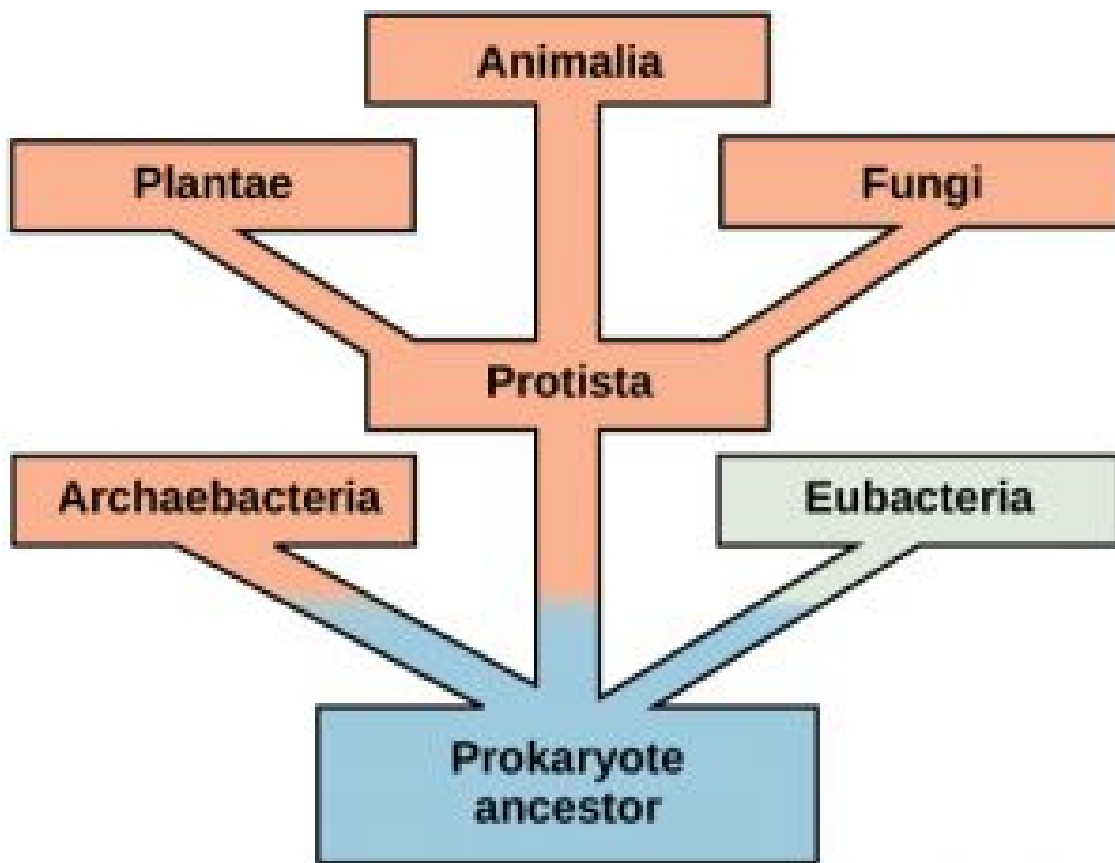 Animalia
Plantae
Fungi
Protista
Archaebacteria
Eubacteria
Prokaryote
ancestor